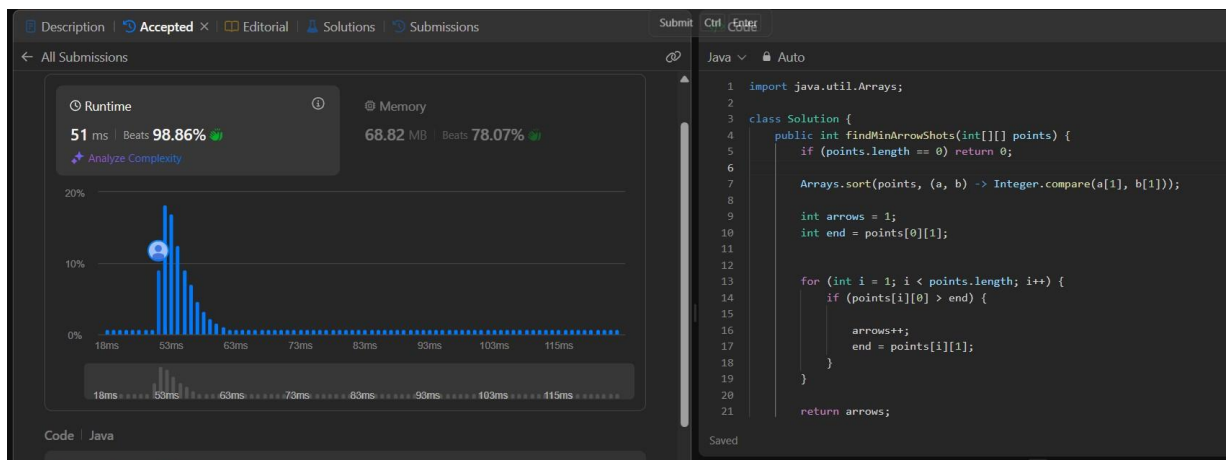 Description | Accepted × | Editorial | Solutions | Submissions
Submit Ctrl Enter
← All Submissions
Runtime
51 ms | Beats 98.86%
Analyze Complexity
Memory
68.82 MB | Beats 78.07%
20%
10%
0%
18ms 53ms 63ms 73ms 83ms 93ms 103ms 115ms
18ms 53ms 63ms 73ms 83ms 93ms 103ms 115ms
Code | Java
Code
Java Auto
1 import java.util.Arrays;
2
3 class Solution {
4 public int findMinArrowShots(int[][] points) {
5 if (points.length == 0) return 0;
6
7 Arrays.sort(points, (a, b) -> Integer.compare(a[1], b[1]));
8
9 int arrows = 1;
10 int end = points[0][1];
11
12
13 for (int i = 1; i < points.length; i++) {
14 if (points[i][0] > end) {
15
16 arrows++;
17 end = points[i][1];
18 }
19 }
20
21 return arrows;
Saved